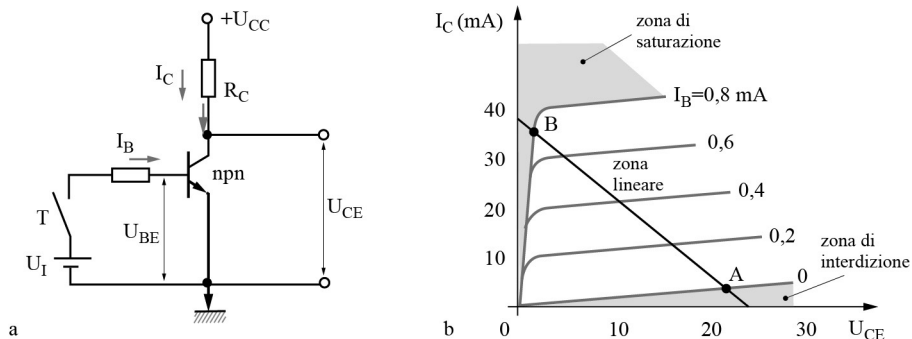 +U_CC
I_C
R_C
I_B
npn
T
U_BE
U_CE
U_I
a
I_C (mA)
zona di
saturazione
I_B=0,8 mA
40
B
30
0,6
zona
lineare
20
0,4
0,2
zona di
interdizione
10
A
0
0
10
20
30
U_CE
b